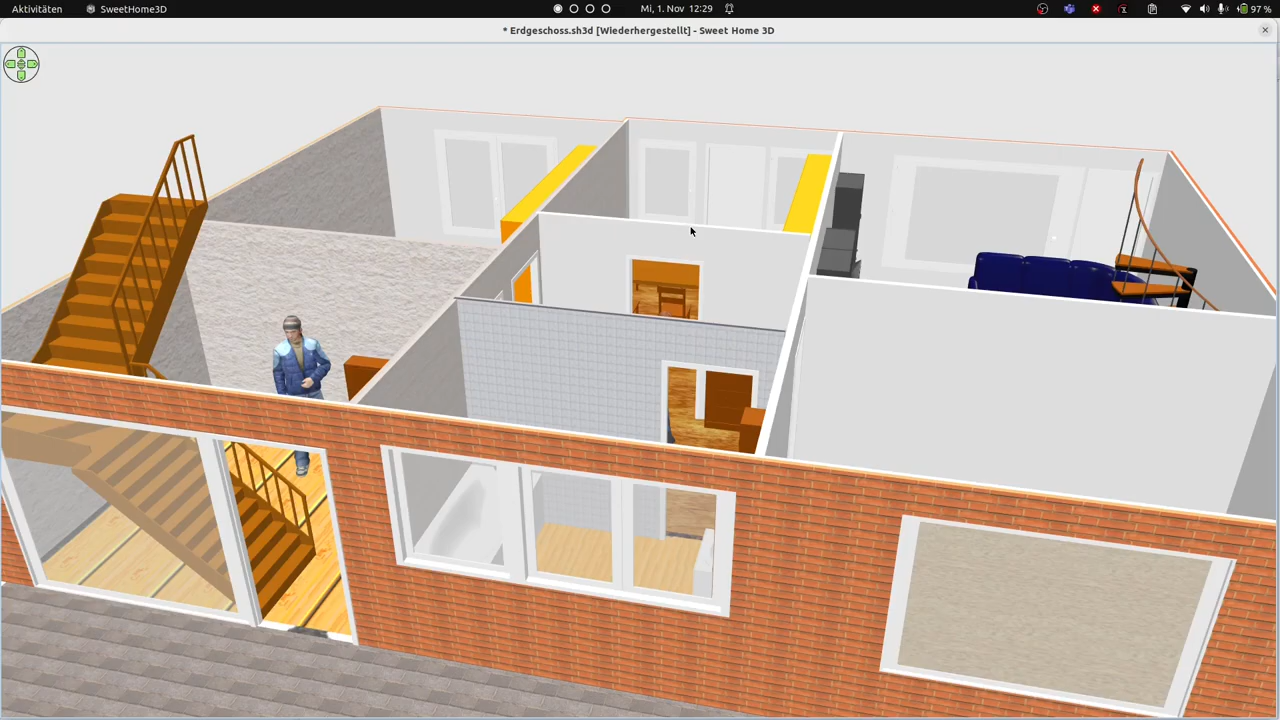 Aktivitäten SweetHome3D Mi, 1. Nov 12:29 97 %
* Erdgeschoss.sh3d [Wiederhergestellt] - Sweet Home 3D